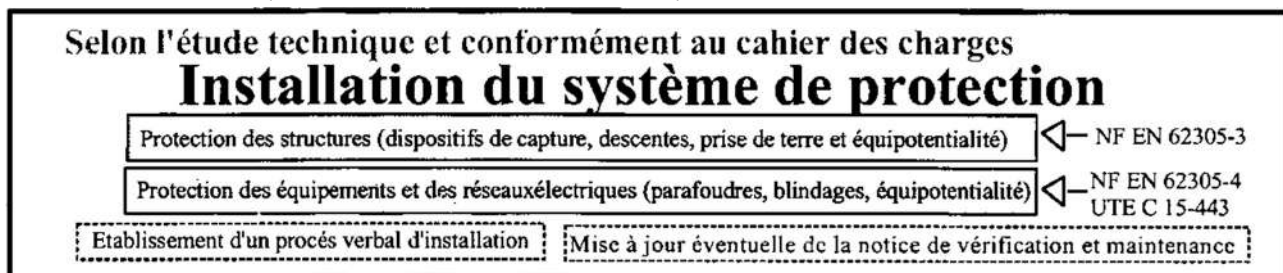 Selon l'étude technique et conformément au cahier des charges
Installation du système de protection
Protection des structures (dispositifs de capture, descentes, prise de terre et équipotentialité)
NF EN 62305-3
Protection des équipements et des réseauxélectriques (parafoudres, blindages, équipotentialité)
NF EN 62305-4
UTE C 15-443
Etablissement d'un procés verbal d'installation
Mise à jour éventuelle de la notice de vérification et maintenance